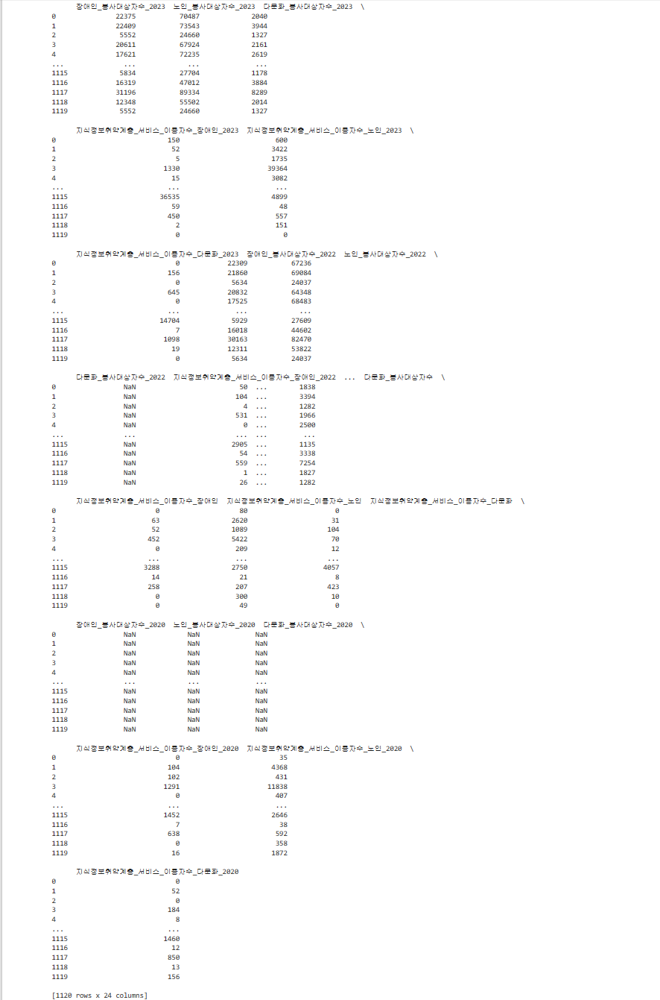 장애인_봉사대상자수_2023  노인_봉사대상자수_2023  다문화_봉사대상자수_2023  \
0  22375  70487  2040
1  22409  73543  3944
2  5552  24660  1327
3  20611  67924  2161
4  17621  72235  2619
...  ...  ...  ...
1115  5834  27704  1178
1116  16319  47012  3884
1117  31196  89334  8289
1118  12348  55502  2014
1119  5552  24660  1327
지식정보취약계층_서비스_이용자수_장애인_2023  지식정보취약계층_서비스_이용자수_노인_2023  \
0  150  600
1  52  3422
2  5  1735
3  1330  39364
4  15  3082
...  ...  ...
1115  36535  4899
1116  59  48
1117  450  557
1118  2  151
1119  0  0
지식정보취약계층_서비스_이용자수_다문화_2023  장애인_봉사대상자수_2022  노인_봉사대상자수_2022  \
0  0  22309  67236
1  156  21860  69084
2  0  5634  24037
3  645  20832  64348
4  0  17525  68483
...  ...  ...  ...
1115  14704  5929  27609
1116  7  16018  44602
1117  1098  30163  82470
1118  19  12311  53822
1119  0  5634  24037
다문화_봉사대상자수_2022  지식정보취약계층_서비스_이용자수_장애인_2022  ...  다문화_봉사대상자수  \
0  NaN  50  ...  1838
1  NaN  104  ...  3394
2  NaN  4  ...  1282
3  NaN  531  ...  1966
4  NaN  0  ...  2500
...  ...  ...  ...  ...
1115  NaN  2905  ...  1135
1116  NaN  54  ...  3338
1117  NaN  559  ...  7254
1118  NaN  1  ...  1827
1119  NaN  26  ...  1282
지식정보취약계층_서비스_이용자수_장애인  지식정보취약계층_서비스_이용자수_노인  지식정보취약계층_서비스_이용자수_다문화  \
0  0  80  0
1  63  2620  31
2  52  1089  104
3  452  5422  70
4  0  209  12
...  ...  ...  ...
1115  3288  2750  4057
1116  14  21  8
1117  258  207  423
1118  0  300  10
1119  0  49  0
장애인_봉사대상자수_2020  노인_봉사대상자수_2020  다문화_봉사대상자수_2020  \
0  NaN  NaN  NaN
1  NaN  NaN  NaN
2  NaN  NaN  NaN
3  NaN  NaN  NaN
4  NaN  NaN  NaN
...  ...  ...  ...
1115  NaN  NaN  NaN
1116  NaN  NaN  NaN
1117  NaN  NaN  NaN
1118  NaN  NaN  NaN
1119  NaN  NaN  NaN
지식정보취약계층_서비스_이용자수_장애인_2020  지식정보취약계층_서비스_이용자수_노인_2020  \
0  0  35
1  104  4368
2  102  431
3  1291  11838
4  0  407
...  ...  ...
1115  1452  2646
1116  7  38
1117  638  592
1118  0  358
1119  16  1872
지식정보취약계층_서비스_이용자수_다문화_2020
0  0
1  52
2  0
3  184
4  8
...  ...
1115  1460
1116  12
1117  850
1118  13
1119  156
[1120 rows x 24 columns]